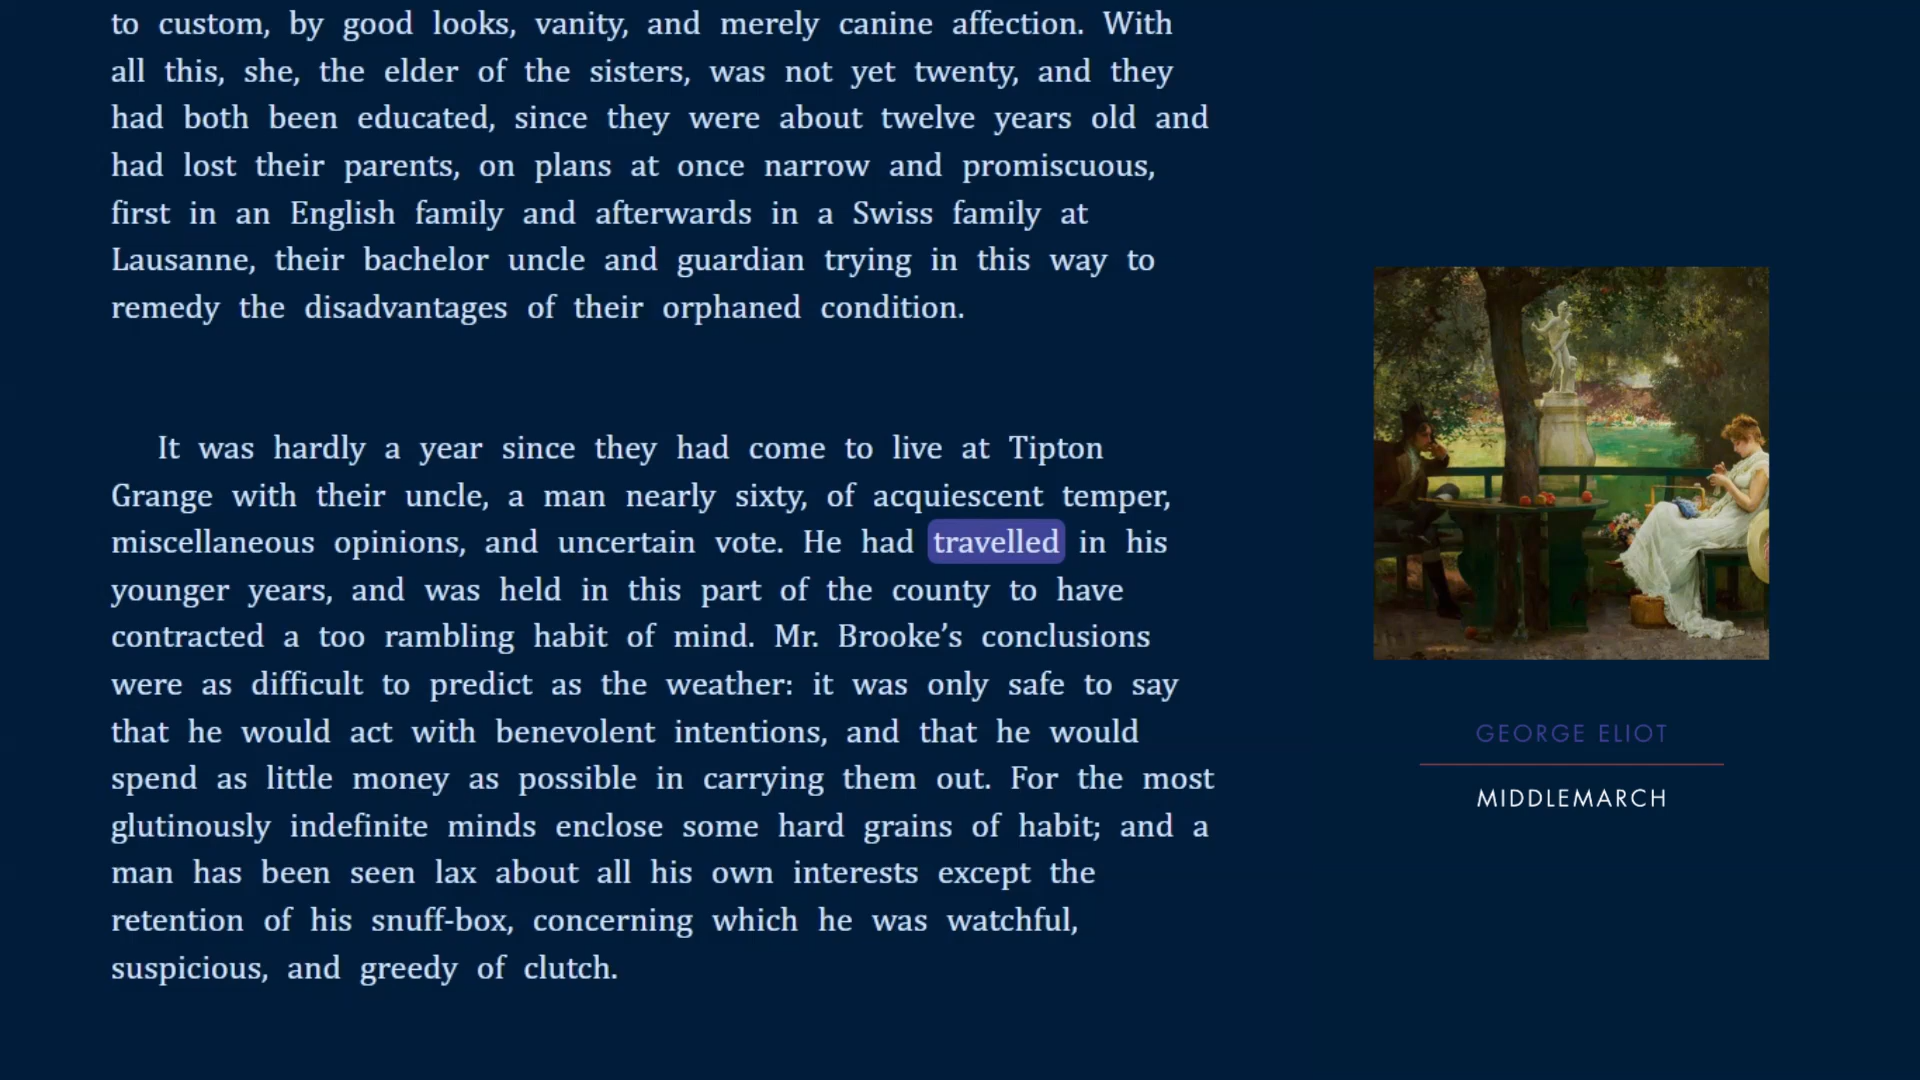 to custom, by good looks, vanity, and merely canine affection. With
all this, she, the elder of the sisters, was not yet twenty, and they
had both been educated, since they were about twelve years old and
had lost their parents, on plans at once narrow and promiscuous,
first in an English family and afterwards in a Swiss family at
Lausanne, their bachelor uncle and guardian trying in this way to
remedy the disadvantages of their orphaned condition.
It was hardly a year since they had come to live at Tipton
Grange with their uncle, a man nearly sixty, of acquiescent temper,
miscellaneous opinions, and uncertain vote. He had travelled in his
younger years, and was held in this part of the county to have
contracted a too rambling habit of mind. Mr. Brooke’s conclusions
were as difficult to predict as the weather: it was only safe to say
that he would act with benevolent intentions, and that he would
spend as little money as possible in carrying them out. For the most
glutinously indefinite minds enclose some hard grains of habit; and a
man has been seen lax about all his own interests except the
retention of his snuff-box, concerning which he was watchful,
suspicious, and greedy of clutch.
GEORGE ELIOT
MIDDLEMARCH